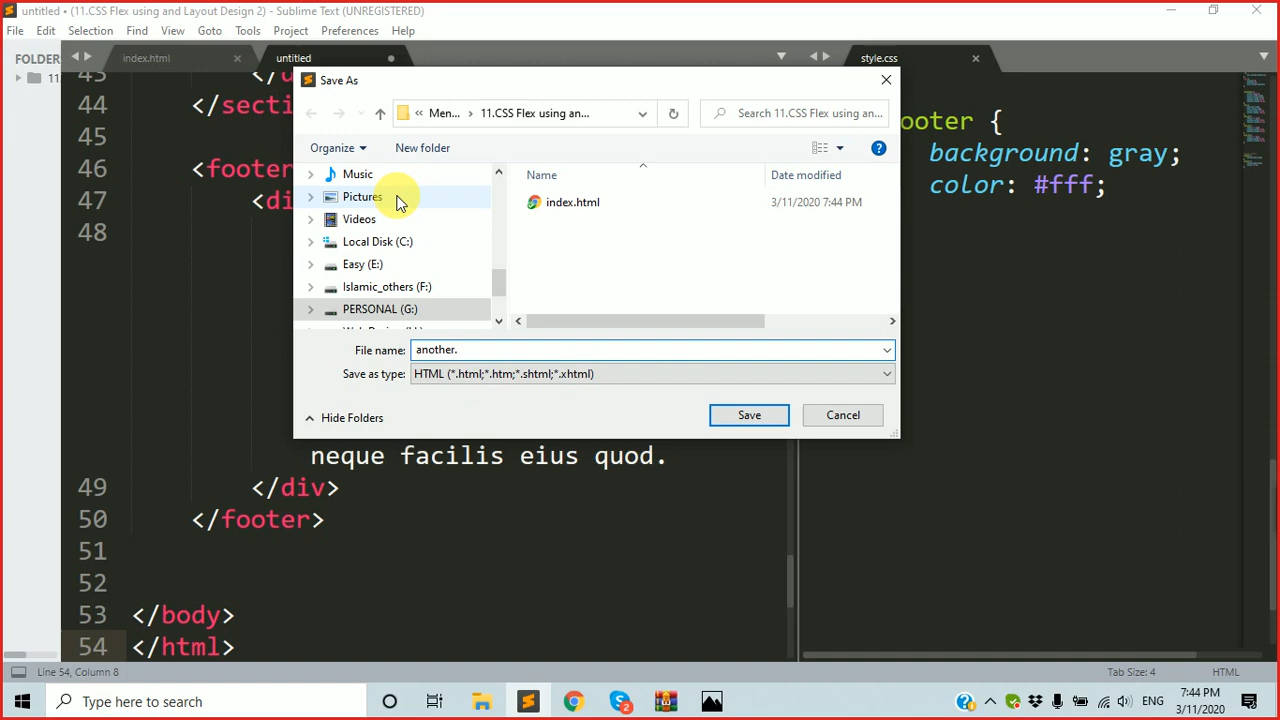 untitled • (11.CSS Flex using and Layout Design 2) - Sublime Text (UNREGISTERED)
File Edit Selection Find View Goto Tools Project Preferences Help
FOLDERS
index.html
untitled
style.css
Save As
« Men... › 11.CSS Flex using an...
Search 11.CSS Flex using an...
Organize
New folder
Music
Pictures
Videos
Local Disk (C:)
Easy (E:)
Islamic_others (F:)
PERSONAL (G:)
Name Date modified
index.html 3/11/2020 7:44 PM
File name: another.
Save as type: HTML (*.html;*.htm;*.shtml;*.xhtml)
Hide Folders
Save
Cancel
44 </secti
45
46 <footer
47 <di
48
neque facilis eius quod.
49 </div>
50 </footer>
51
52
53 </body>
54 </html>
ooter {
background: gray;
color: #fff;
Line 54, Column 8
Tab Size: 4
HTML
Type here to search
2
ENG
7:44 PM
3/11/2020